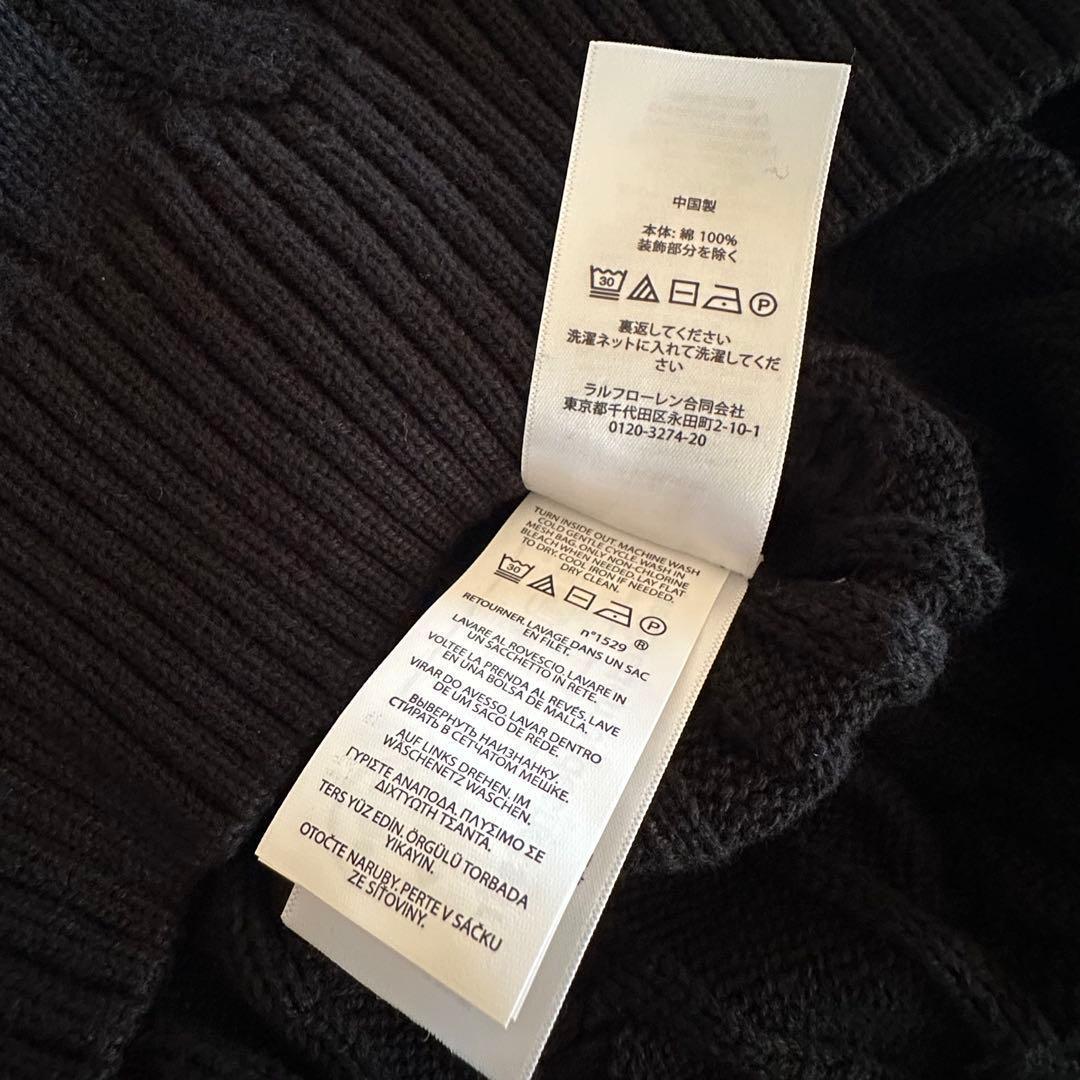 中国製
本体: 綿 100%
装飾部分を除く
30
P
裏返してください
洗濯ネットに入れて洗濯してくだ
さい
ラルフローレン合同会社
東京都千代田区永田町2-10-1
0120-3274-20
TURN INSIDE OUT. MACHINE WASH
COLD GENTLE CYCLE. WASH IN
MESH BAG. ONLY NON-CHLORINE
BLEACH WHEN NEEDED. LAY FLAT
TO DRY. COOL IRON IF NEEDED.
DRY CLEAN.
30
P
n°1529 ®
RETOURNER. LAVAGE DANS UN SAC
EN FILET.
LAVARE AL ROVESCIO. LAVARE IN
UN SACCHETTO IN RETE.
VOLTEE LA PRENDA AL REVÉS. LAVE
EN UNA BOLSA DE MALLA.
VIRAR DO AVESSO. LAVAR DENTRO
DE UM SACO DE REDE.
ВЫВЕРНУТЬ НАИЗНАНКУ.
СТИРАТЬ В СЕТЧАТОМ МЕШКЕ.
AUF LINKS DREHEN. IM
WÄSCHENETZ WASCHEN.
ΓΥΡΙΣΤΕ ΑΝΑΠΟΔΑ. ΠΛΥΣΙΜΟ ΣΕ
ΔΙΧΤΥΩΤΗ ΤΣΑΝΤΑ.
TERS YÜZ EDİN. ÖRGÜLÜ TORBADA
YIKAYIN.
OTOČTE NARUBY. PERTE V SÁČKU
ZE SÍŤOVINY.